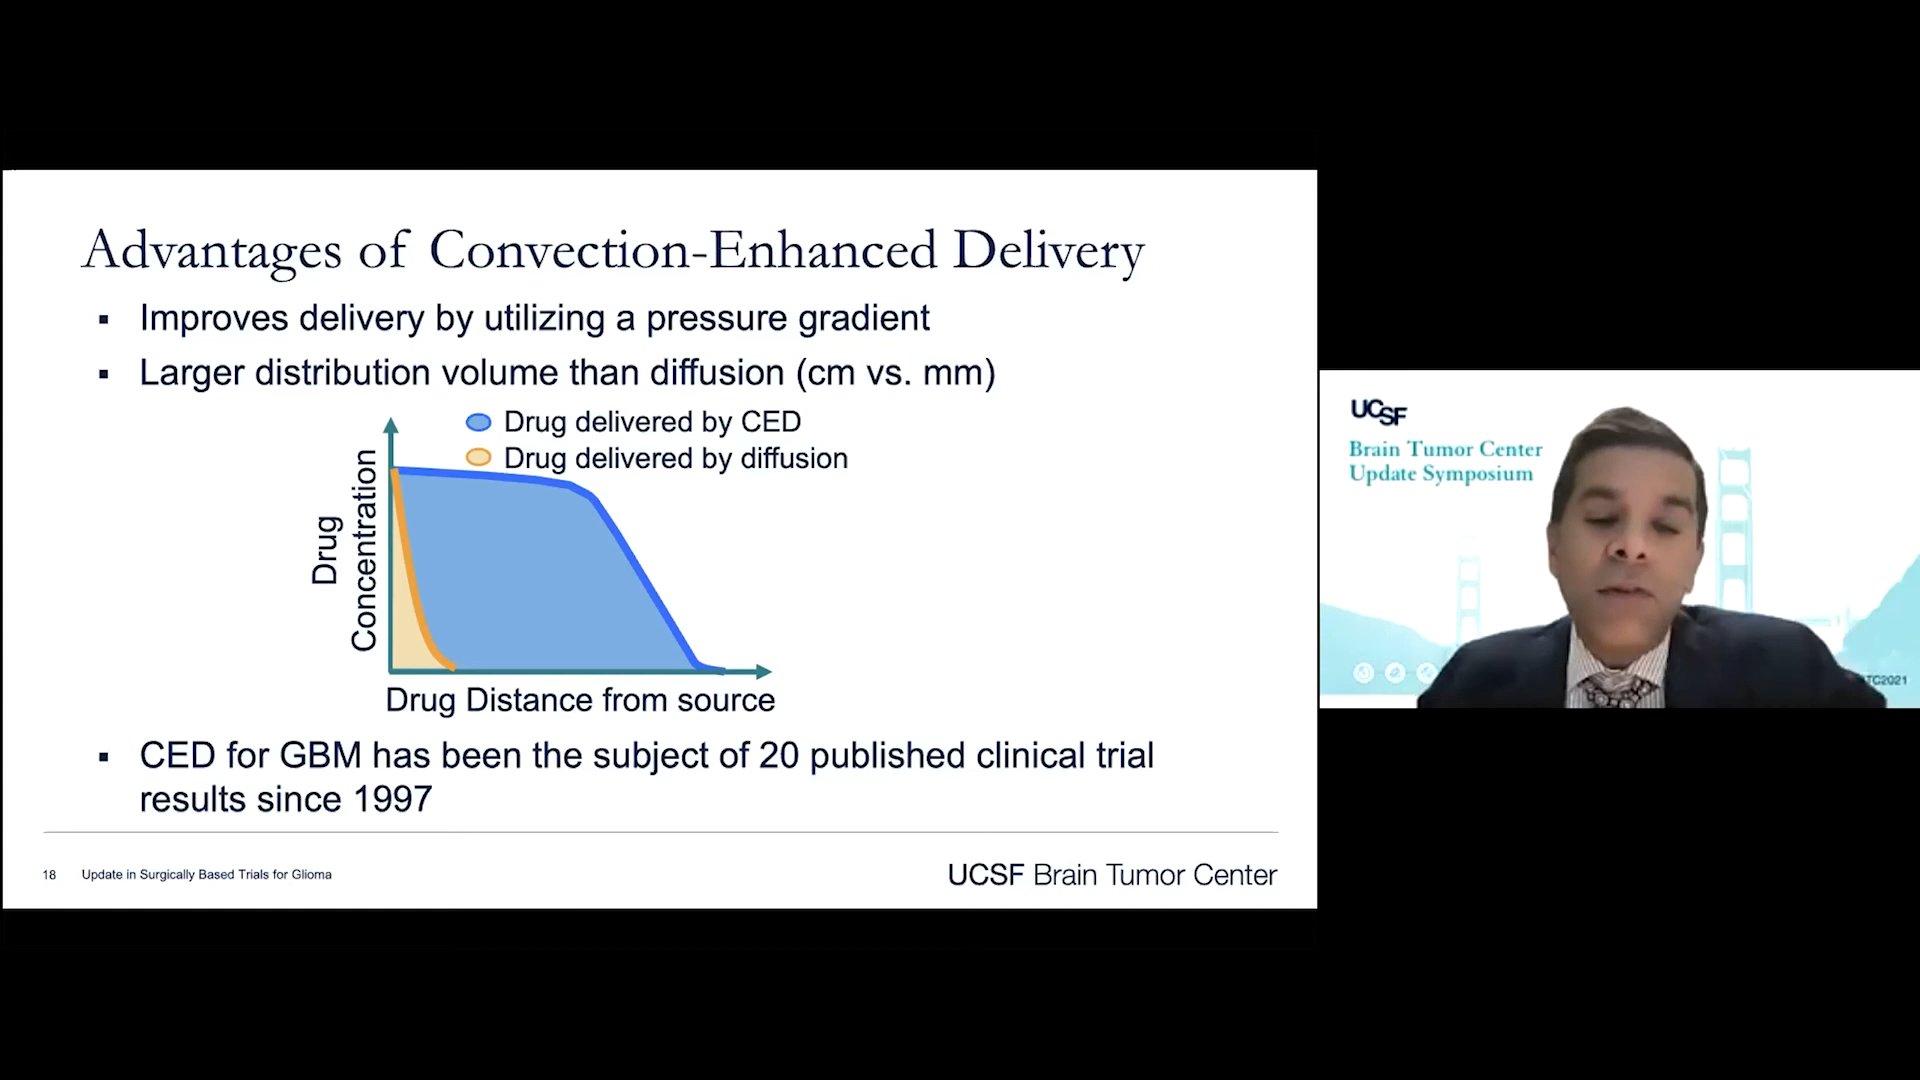 Advantages of Convection-Enhanced Delivery
▪ Improves delivery by utilizing a pressure gradient
▪ Larger distribution volume than diffusion (cm vs. mm)
Drug delivered by CED
Drug delivered by diffusion
Drug
Concentration
Drug Distance from source
▪ CED for GBM has been the subject of 20 published clinical trial
results since 1997
18 Update in Surgically Based Trials for Glioma
UCSF Brain Tumor Center
UCSF
Brain Tumor Center
Update Symposium